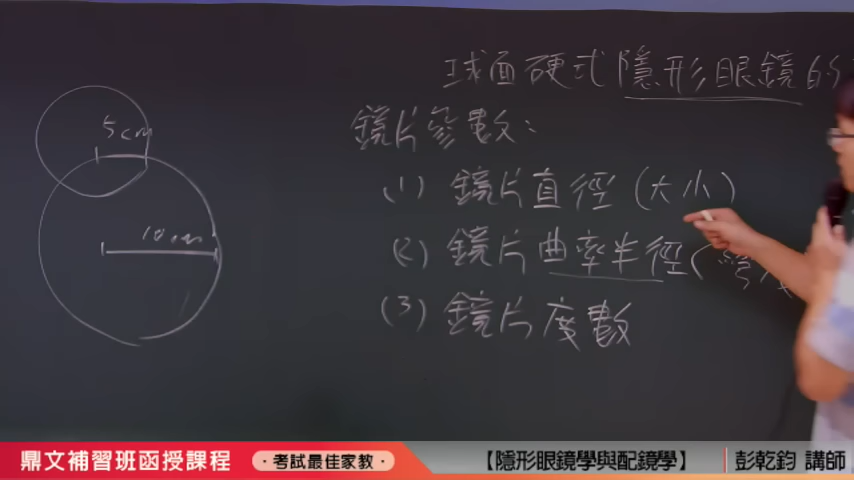 球面硬式隱形眼鏡的
鏡片參數：
(1) 鏡片直徑(大小)
(2) 鏡片曲率半徑(彎
(3) 鏡片度數
5cm
10cm
鼎文補習班函授課程
·考試最佳家教·
【隱形眼鏡學與配鏡學】
彭乾鈞 講師